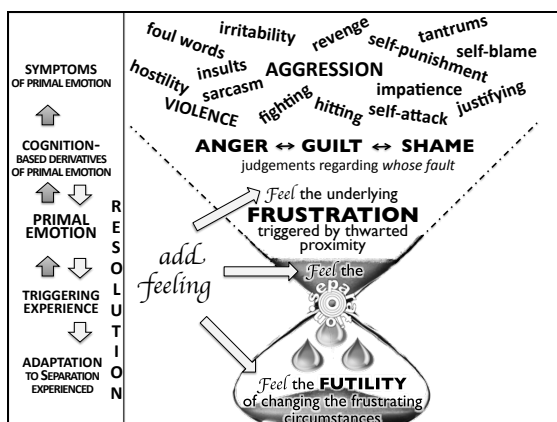 SYMPTOMS
OF PRIMAL EMOTION
COGNITION-
BASED DERIVATIVES
OF PRIMAL EMOTION
PRIMAL
EMOTION
TRIGGERING
EXPERIENCE
ADAPTATION
TO SEPARATION
EXPERIENCED
RESOLUTION
foul words
irritability
revenge
tantrums
self-punishment
self-blame
hostility
insults
AGGRESSION
sarcasm
impatience
VIOLENCE
fighting
hitting
self-attack
justifying
ANGER ↔ GUILT ↔ SHAME
judgements regarding whose fault
Feel the underlying
FRUSTRATION
triggered by thwarted
proximity
add
feeling
Feel the
Feel the FUTILITY
of changing the frustrating
circumstances